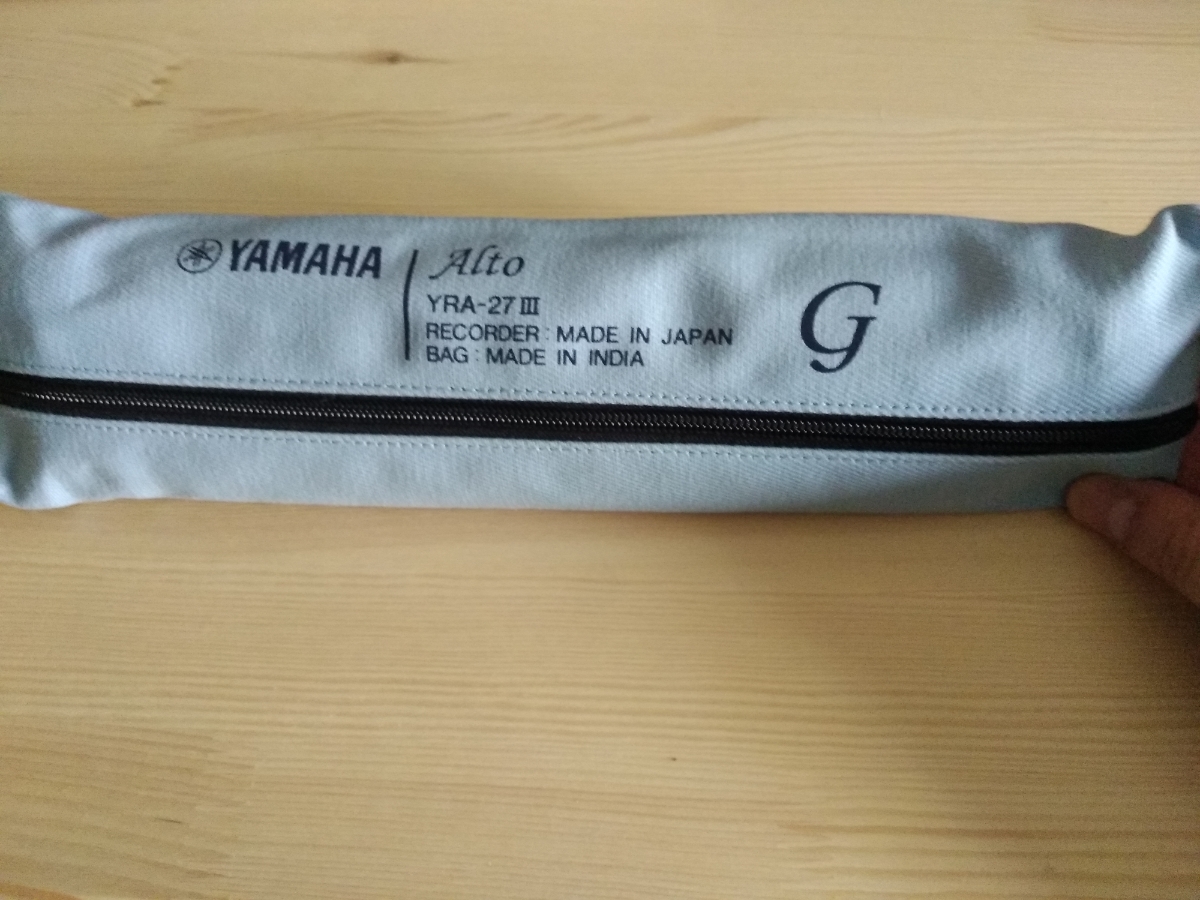 YAMAHA
Alto
YRA-27III
RECORDER : MADE IN JAPAN
BAG : MADE IN INDIA
G